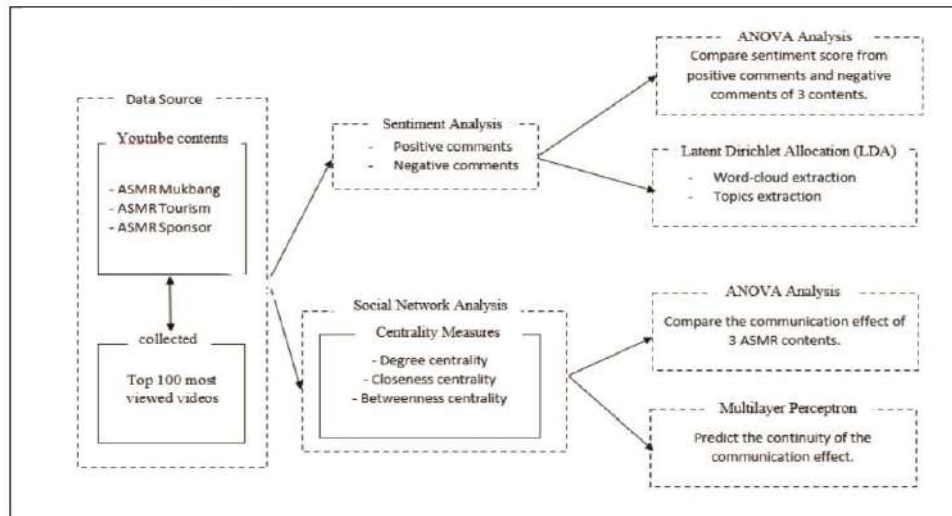 Data Source
Youtube contents
- ASMR Mukbang
- ASMR Tourism
- ASMR Sponsor
collected
Top 100 most
viewed videos
Sentiment Analysis
- Positive comments
- Negative comments
Social Network Analysis
Centrality Measures
- Degree centrality
- Closeness centrality
- Betweenness centrality
ANOVA Analysis
Compare sentiment score from
positive comments and negative
comments of 3 contents.
Latent Dirichlet Allocation (LDA)
- Word-cloud extraction
- Topics extraction
ANOVA Analysis
Compare the communication effect of
3 ASMR contents.
Multilayer Perceptron
Predict the continuity of the
communication effect.